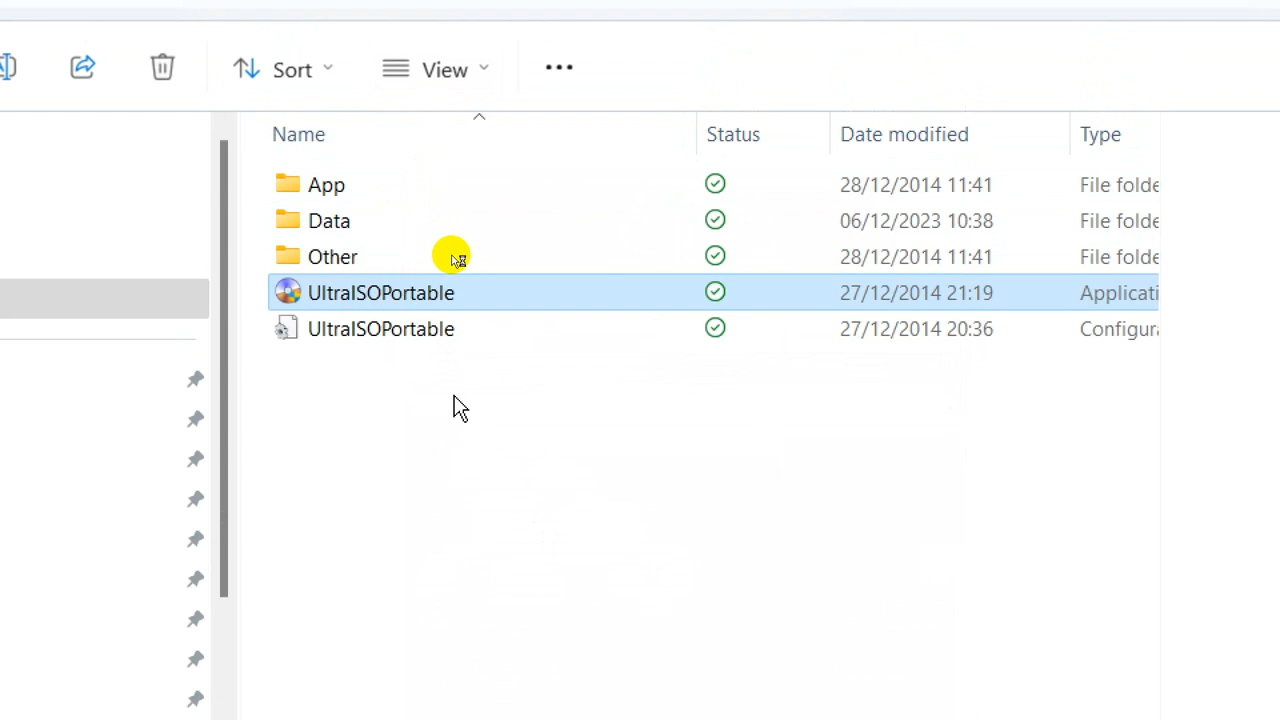 Sort View
Name Status Date modified Type
App 28/12/2014 11:41 File folde
Data 06/12/2023 10:38 File folde
Other 28/12/2014 11:41 File folde
UltraISOPortable 27/12/2014 21:19 Applicati
UltraISOPortable 27/12/2014 20:36 Configura